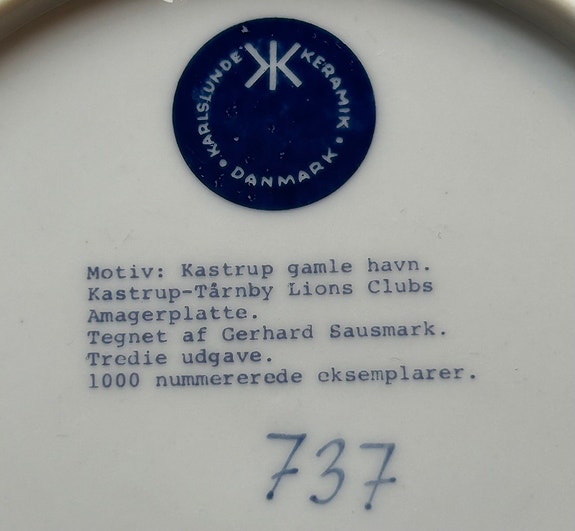 KARLSLUNDE KERAMIK
DANMARK
Motiv: Kastrup gamle havn.
Kastrup-Tårnby Lions Clubs
Amagerplatte.
Tegnet af Gerhard Sausmark.
Tredie udgave.
1000 nummererede eksemplarer.
737